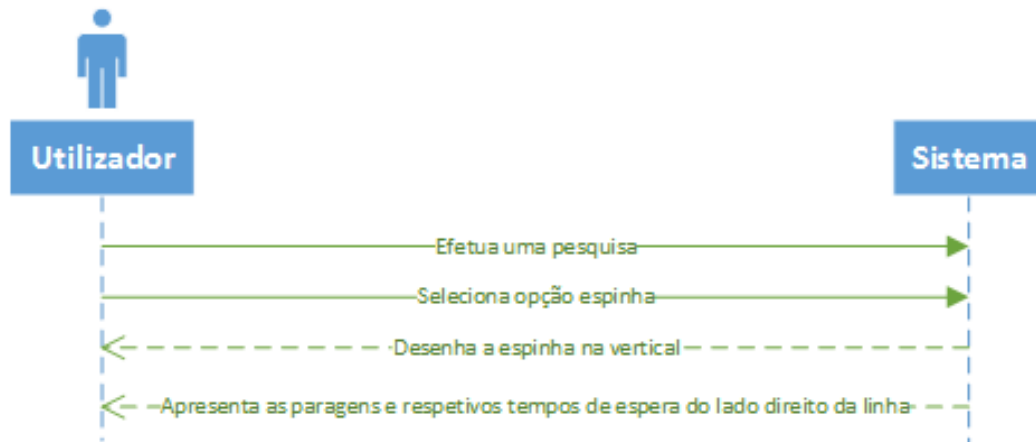 Utilizador
Sistema
Efetua uma pesquisa
Seleciona opção espinha
Desenha a espinha na vertical
Apresenta as paragens e respetivos tempos de espera do lado direito da linha